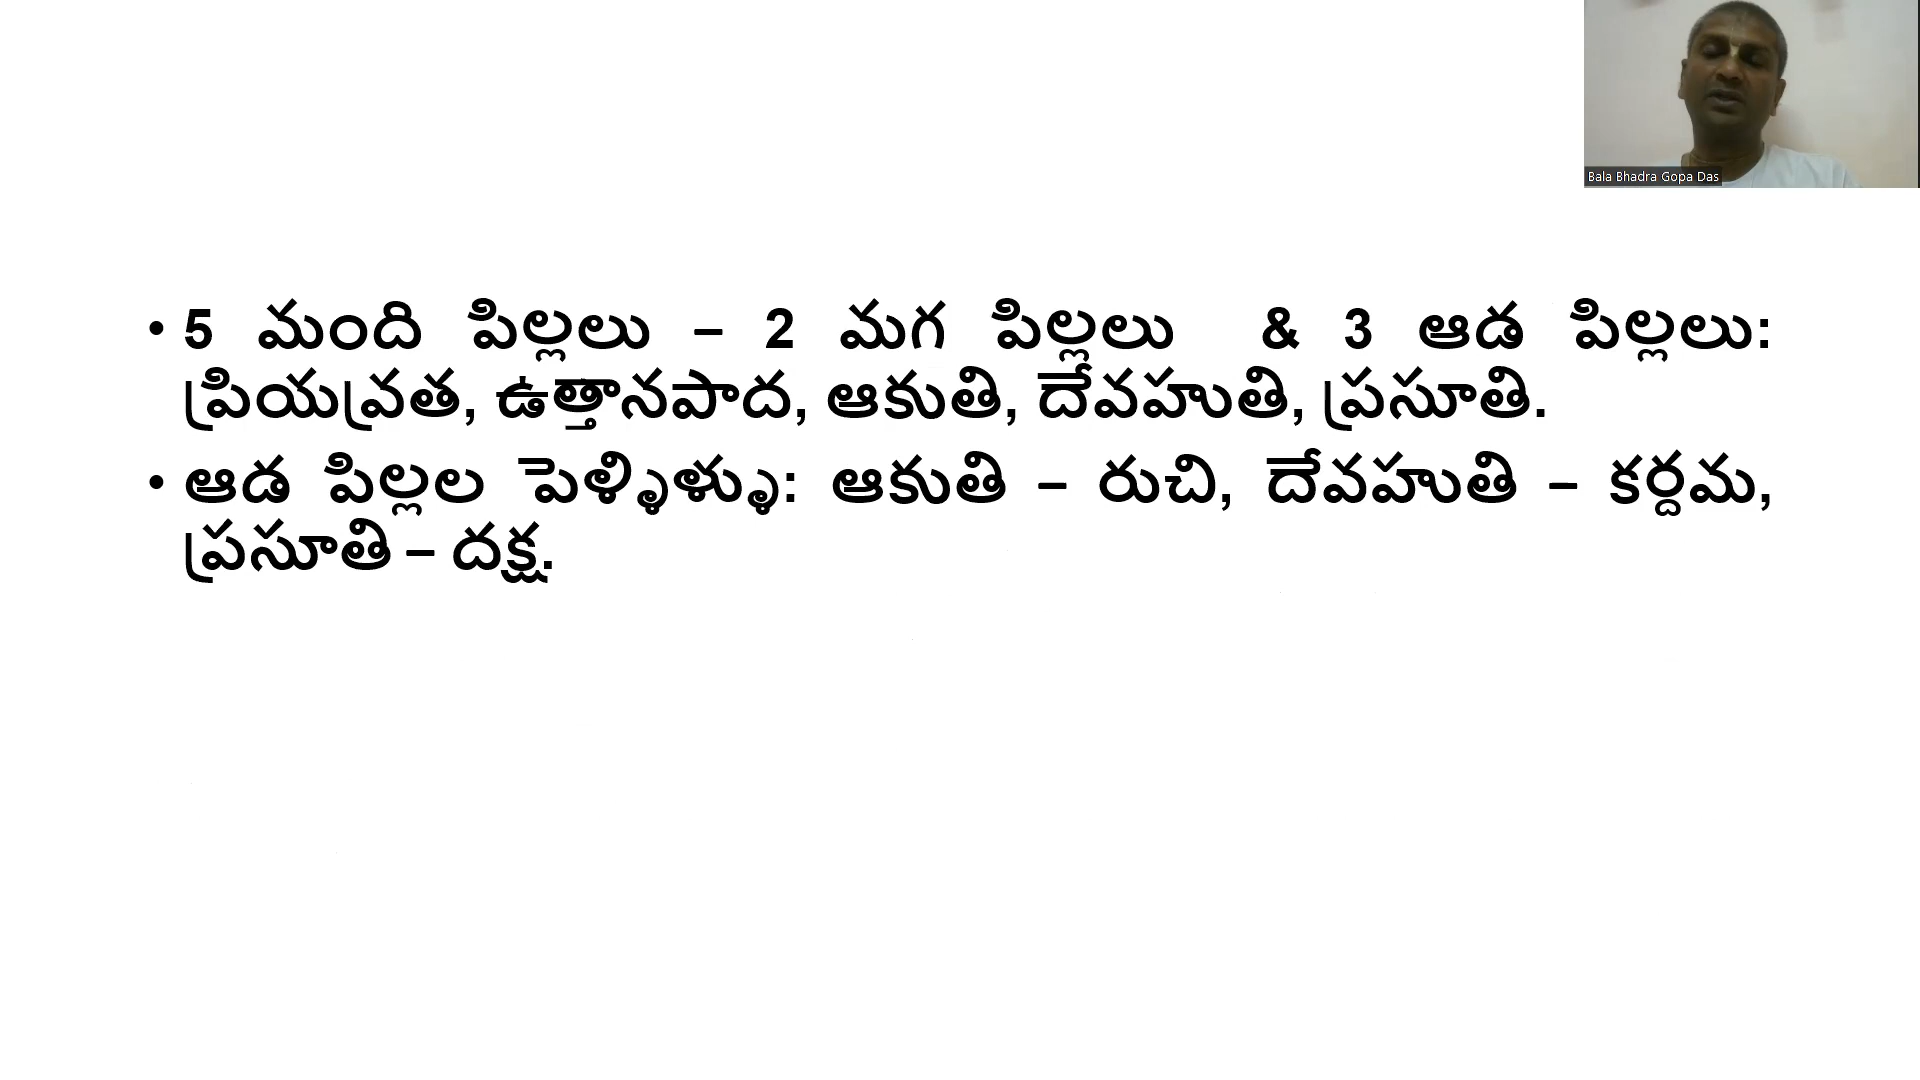 Bala Bhadra Gopa Das
• 5 మంది పిల్లలు – 2 మగ పిల్లలు & 3 ఆడ పిల్లలు:
ప్రియవ్రత, ఉత్తానపాద, ఆకుతి, దేవహుతి, ప్రసూతి.
• ఆడ పిల్లల పెళ్ళిళ్ళు: ఆకుతి – రుచి, దేవహుతి – కర్దమ,
ప్రసూతి – దక్ష.